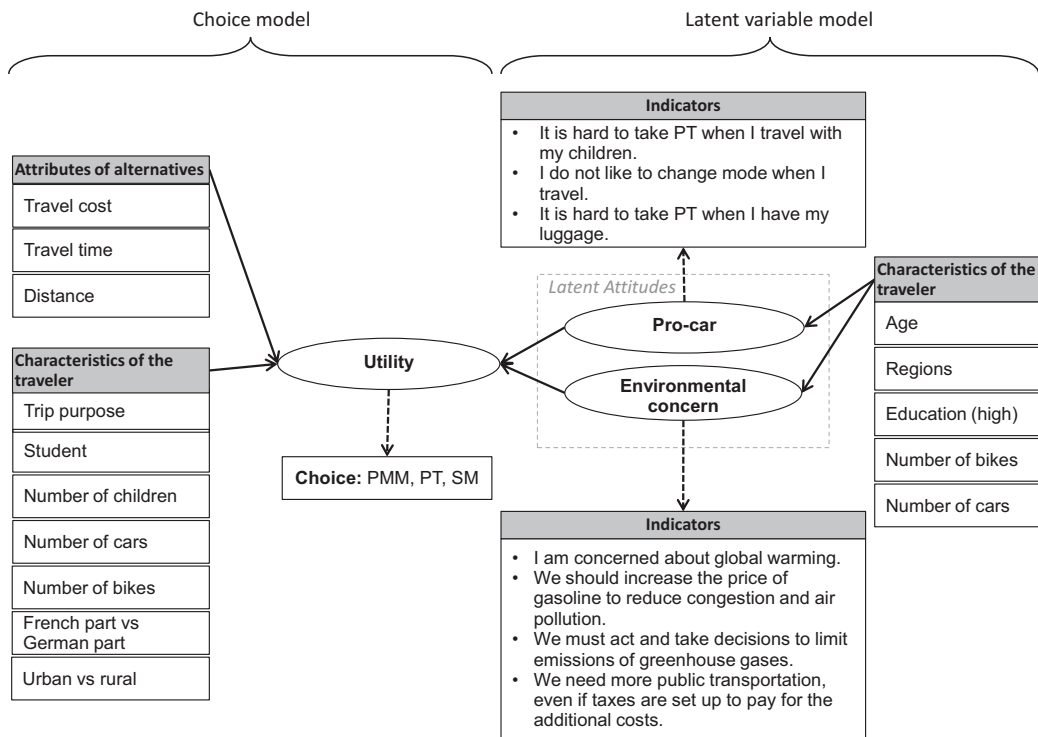 Choice model
Latent variable model
Attributes of alternatives
Travel cost
Travel time
Distance
Characteristics of the
traveler
Trip purpose
Student
Number of children
Number of cars
Number of bikes
French part vs
German part
Urban vs rural
Utility
Choice: PMM, PT, SM
Indicators
• It is hard to take PT when I travel with
my children.
• I do not like to change mode when I
travel.
• It is hard to take PT when I have my
luggage.
Latent Attitudes
Pro-car
Environmental
concern
Indicators
• I am concerned about global warming.
• We should increase the price of
gasoline to reduce congestion and air
pollution.
• We must act and take decisions to limit
emissions of greenhouse gases.
• We need more public transportation,
even if taxes are set up to pay for the
additional costs.
Characteristics of the
traveler
Age
Regions
Education (high)
Number of bikes
Number of cars